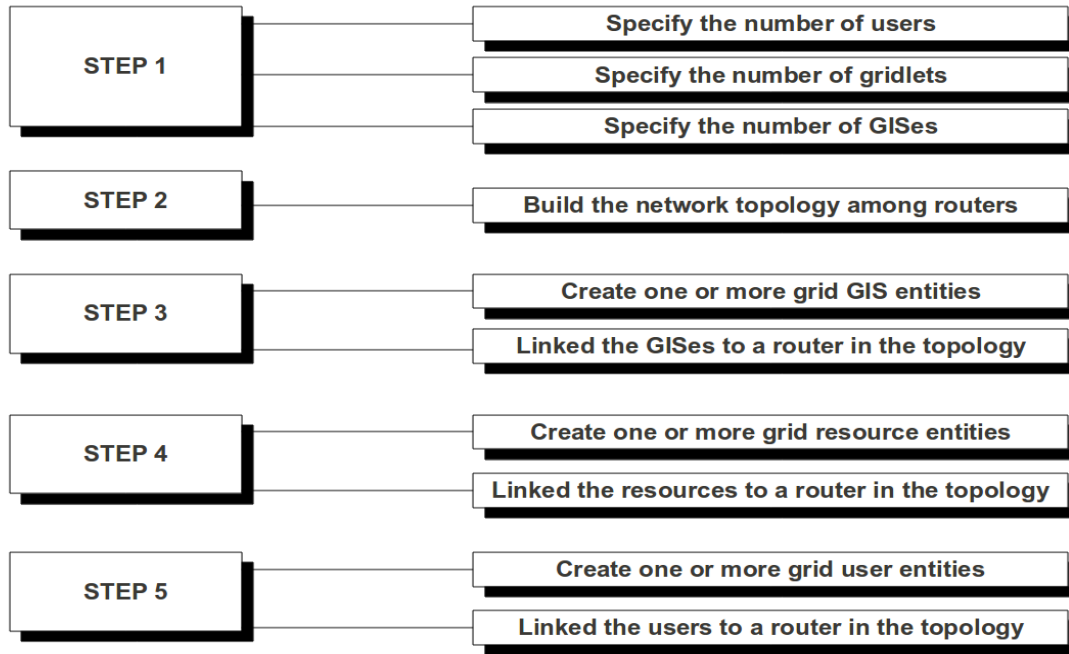 STEP 1
Specify the number of users
Specify the number of gridlets
Specify the number of GISes
STEP 2
Build the network topology among routers
STEP 3
Create one or more grid GIS entities
Linked the GISes to a router in the topology
STEP 4
Create one or more grid resource entities
Linked the resources to a router in the topology
STEP 5
Create one or more grid user entities
Linked the users to a router in the topology